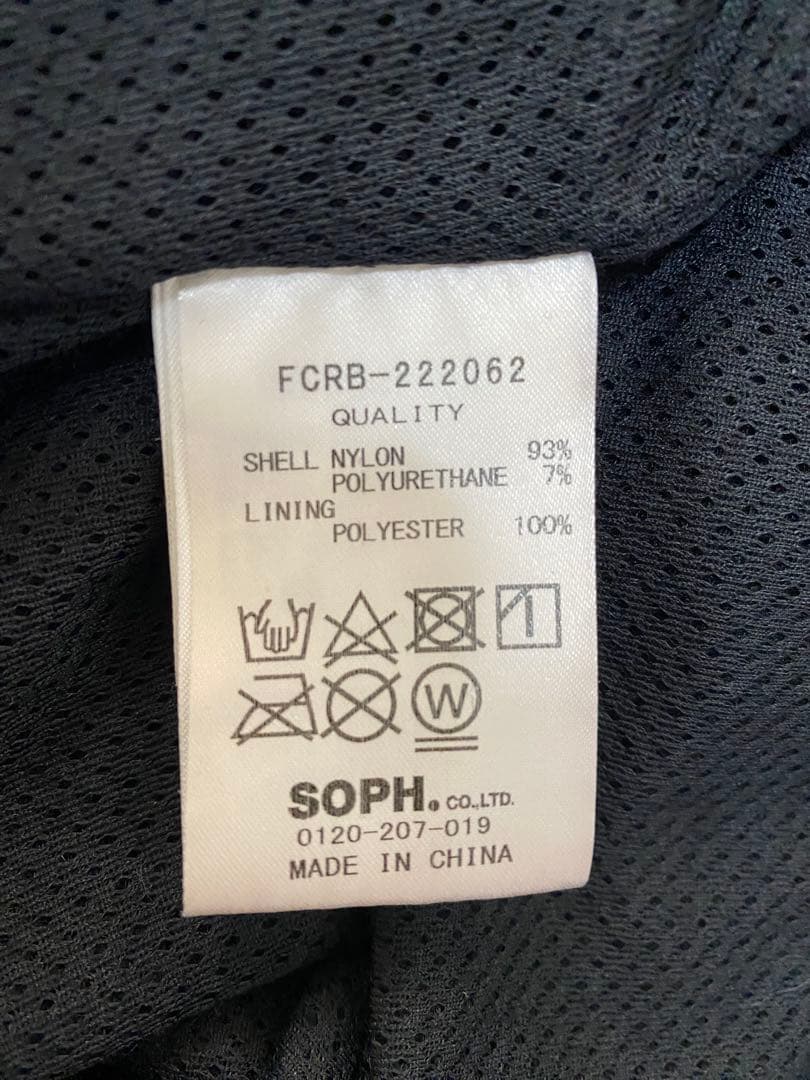 FCRB-222062
QUALITY
SHELL NYLON 93%
POLYURETHANE 7%
LINING
POLYESTER 100%
W
SOPH. CO.,LTD.
0120-207-019
MADE IN CHINA